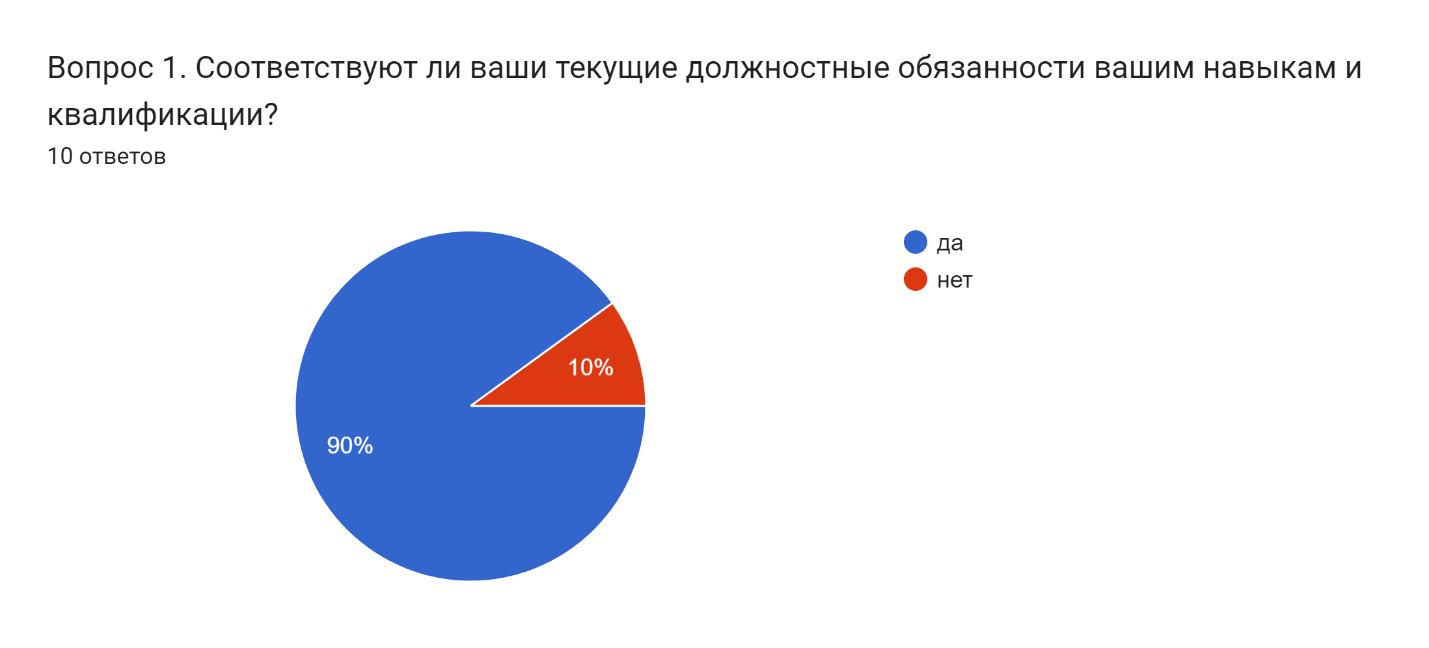 Вопрос 1. Соответствуют ли ваши текущие должностные обязанности вашим навыкам и
квалификации?
10 ответов
да
нет
10%
90%